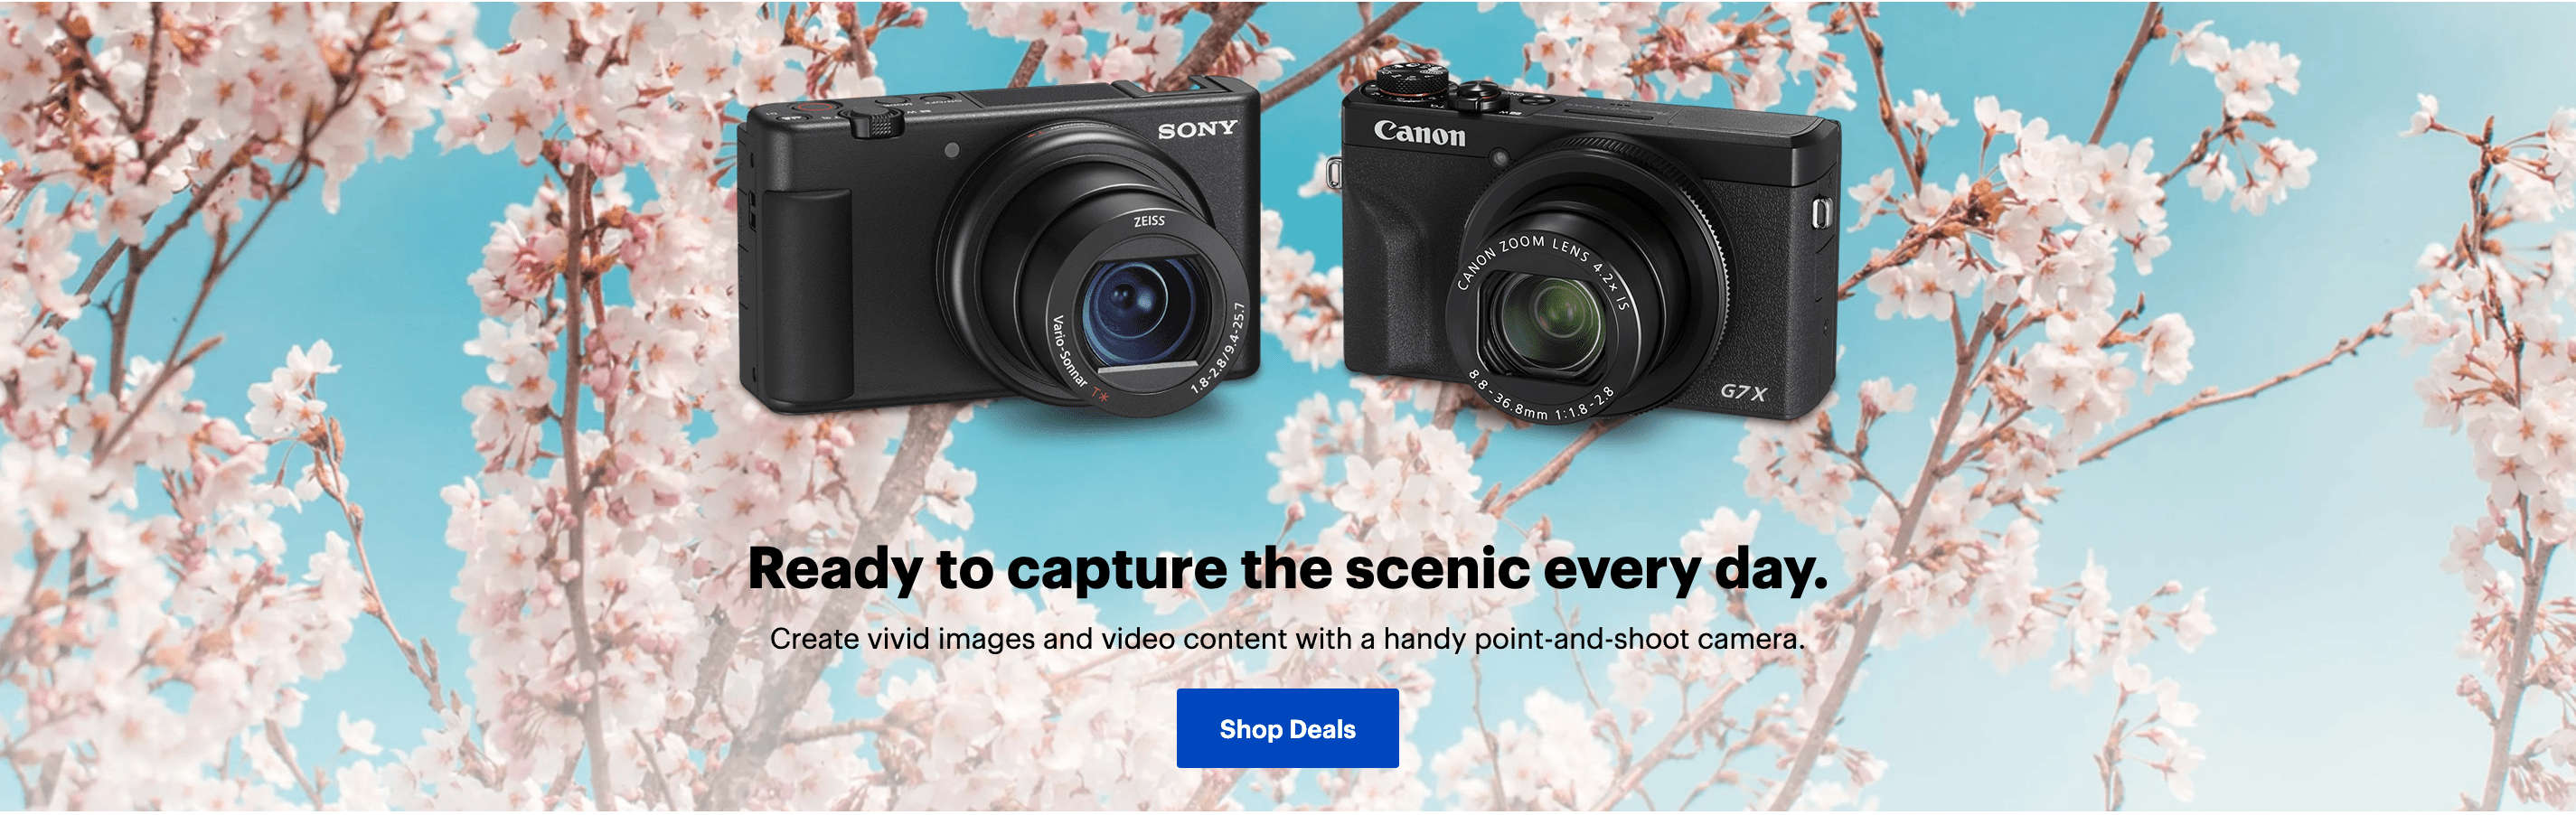 SONY
ZEISS
Vario-Sonnar T*
1.8-2.8/9.4-25.7
Canon
CANON ZOOM LENS 4.2x IS
8.8-36.8mm 1:1.8-2.8
G7X
Ready to capture the scenic every day.
Create vivid images and video content with a handy point-and-shoot camera.
Shop Deals